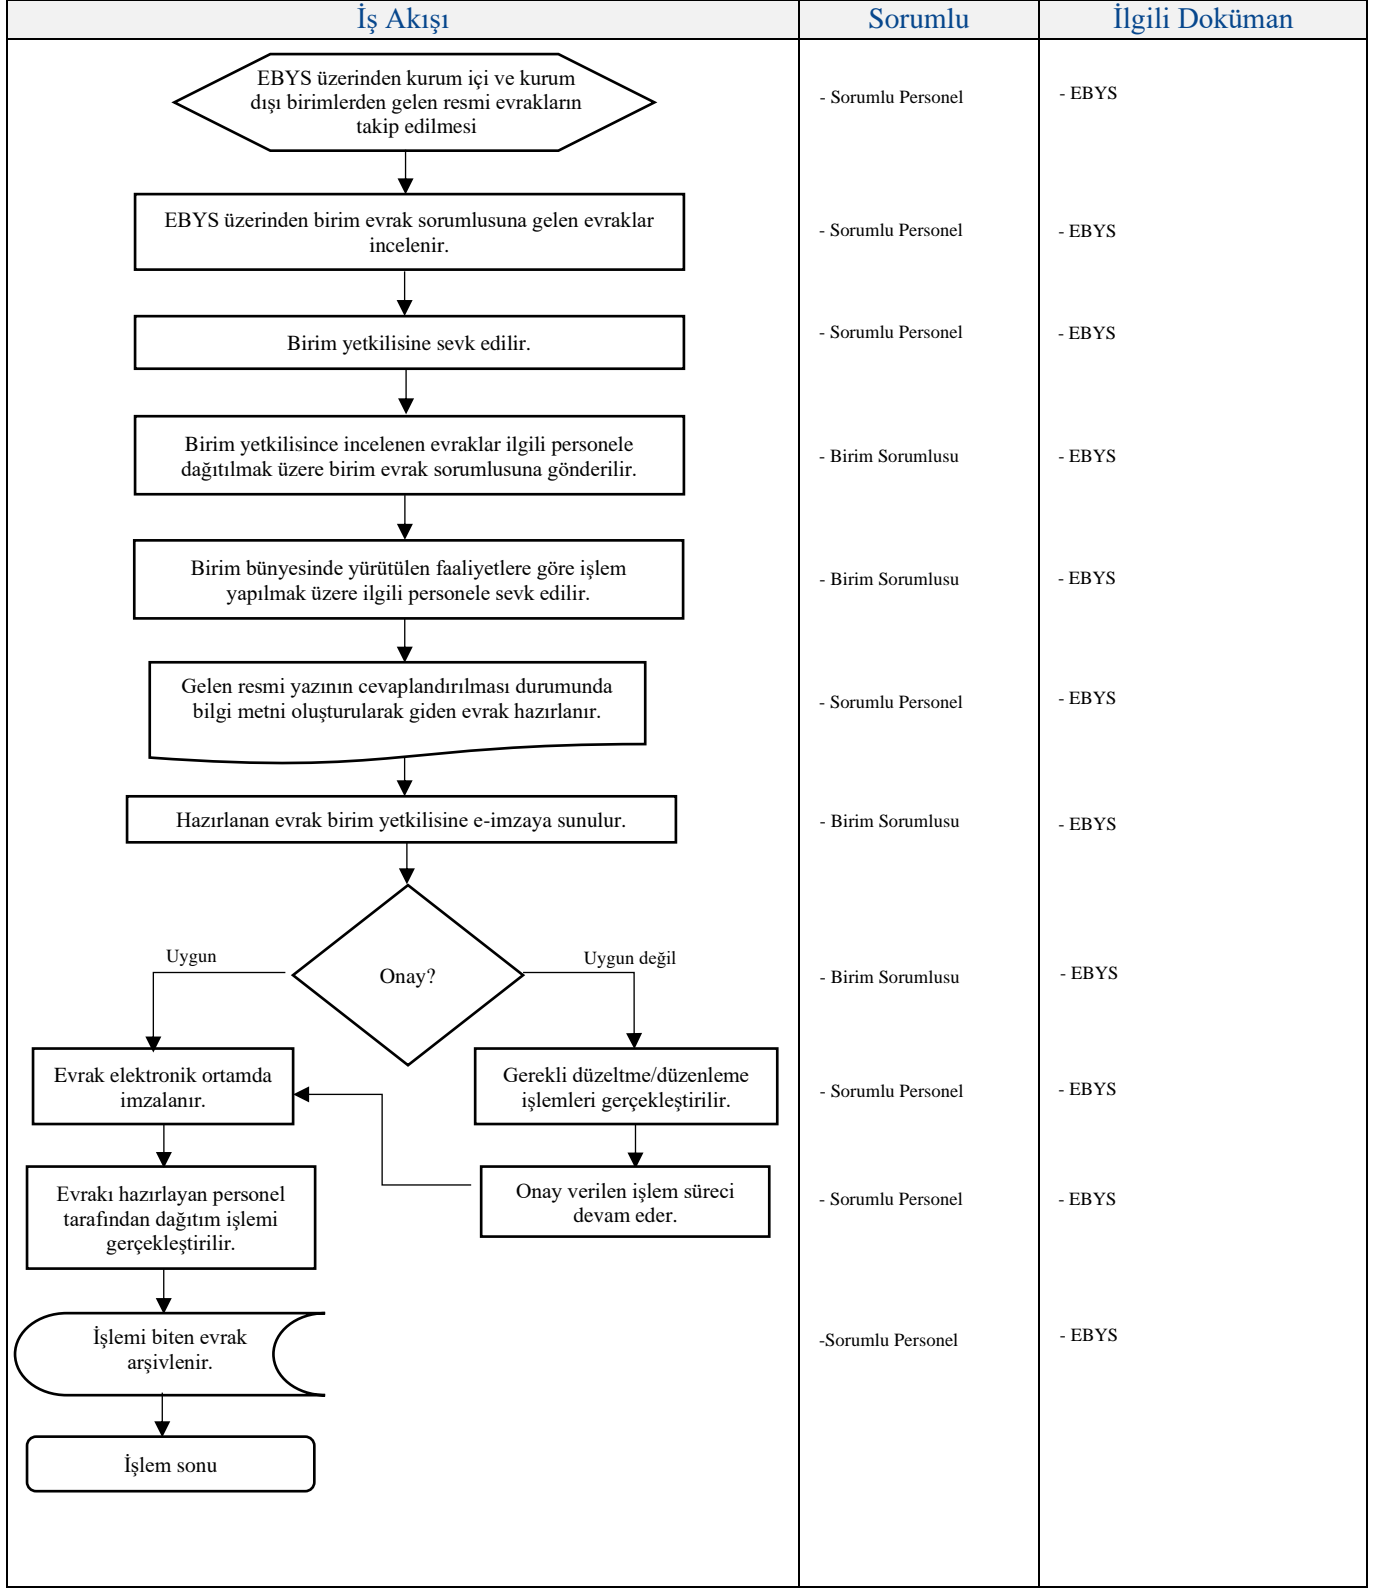 İş Akışı
Sorumlu
İlgili Doküman
EBYS üzerinden kurum içi ve kurum
dışı birimlerden gelen resmi evrakların
takip edilmesi
- Sorumlu Personel
- EBYS
EBYS üzerinden birim evrak sorumlusuna gelen evraklar
incelenir.
- Sorumlu Personel
- EBYS
Birim yetkilisine sevk edilir.
- Sorumlu Personel
- EBYS
Birim yetkilisince incelenen evraklar ilgili personele
dağıtılmak üzere birim evrak sorumlusuna gönderilir.
- Birim Sorumlusu
- EBYS
Birim bünyesinde yürütülen faaliyetlere göre işlem
yapılmak üzere ilgili personele sevk edilir.
- Birim Sorumlusu
- EBYS
Gelen resmi yazının cevaplandırılması durumunda
bilgi metni oluşturularak giden evrak hazırlanır.
- Sorumlu Personel
- EBYS
Hazırlanan evrak birim yetkilisine e-imzaya sunulur.
- Birim Sorumlusu
- EBYS
Uygun
Uygun değil
Onay?
- Birim Sorumlusu
- EBYS
Evrak elektronik ortamda
imzalanır.
Gerekli düzeltme/düzenleme
işlemleri gerçekleştirilir.
- Sorumlu Personel
- EBYS
Evrakı hazırlayan personel
tarafından dağıtım işlemi
gerçekleştirilir.
Onay verilen işlem süreci
devam eder.
- Sorumlu Personel
- EBYS
İşlemi biten evrak
arşivlenir.
-Sorumlu Personel
- EBYS
İşlem sonu